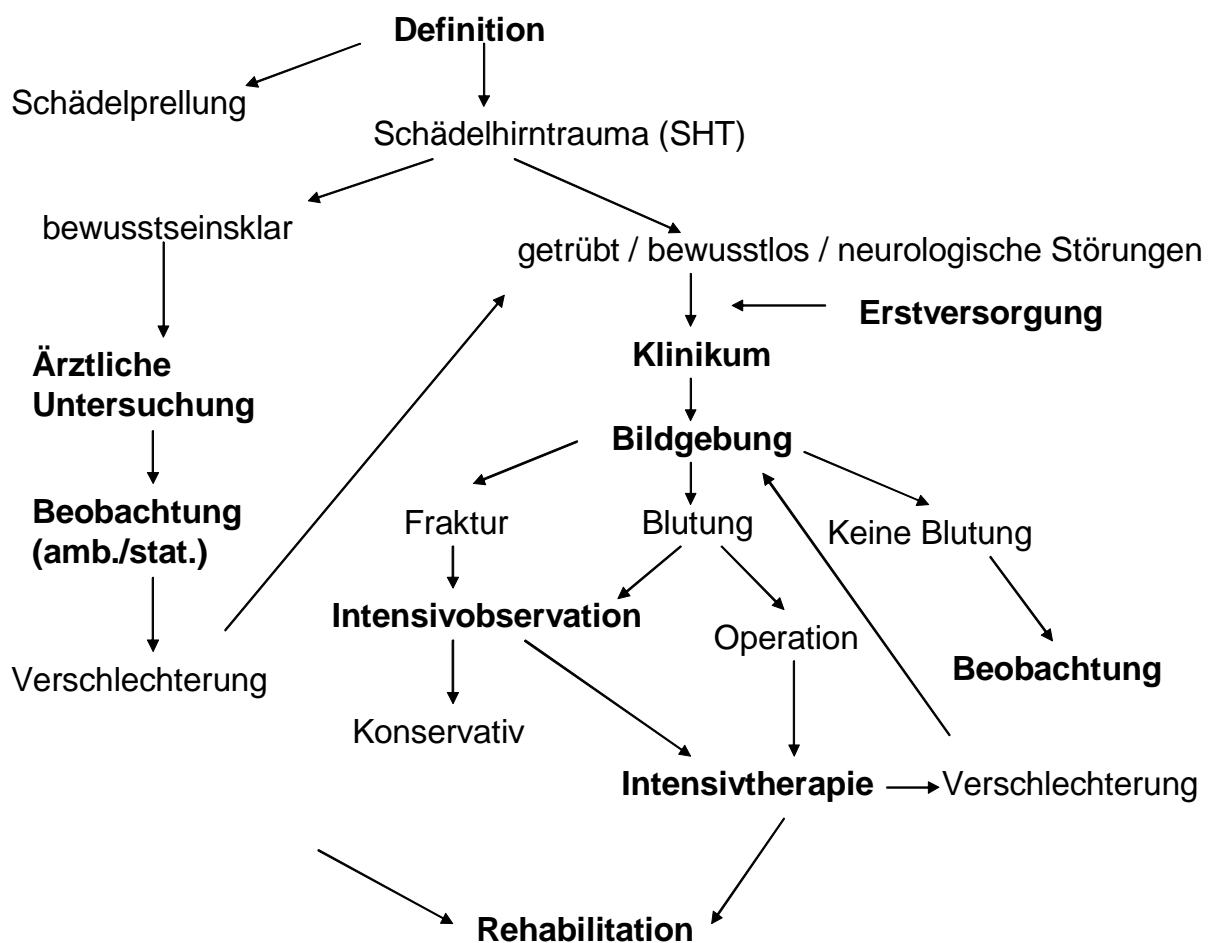 Definition
Schädelprellung
Schädelhirntrauma (SHT)
bewusstseinsklar
getrübt / bewusstlos / neurologische Störungen
Erstversorgung
Klinikum
Ärztliche
Untersuchung
Bildgebung
Beobachtung
(amb./stat.)
Fraktur
Blutung
Keine Blutung
Intensivobservation
Operation
Beobachtung
Verschlechterung
Konservativ
Intensivtherapie
Verschlechterung
Rehabilitation